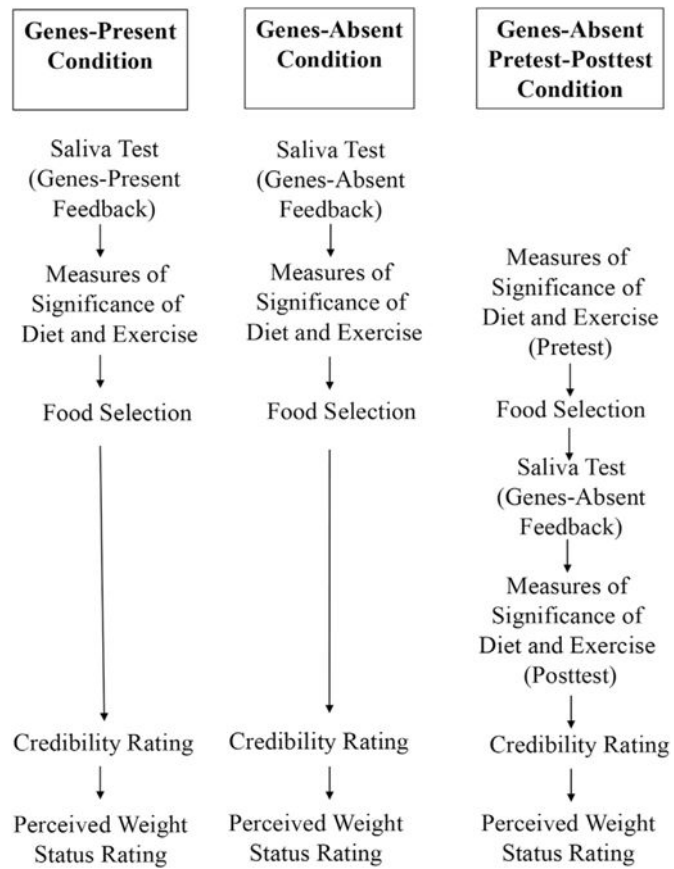 Genes-Present
Condition
Saliva Test
(Genes-Present
Feedback)
Measures of
Significance of
Diet and Exercise
Food Selection
Credibility Rating
Perceived Weight
Status Rating
Genes-Absent
Condition
Saliva Test
(Genes-Absent
Feedback)
Measures of
Significance of
Diet and Exercise
Food Selection
Credibility Rating
Perceived Weight
Status Rating
Genes-Absent
Pretest-Posttest
Condition
Measures of
Significance of
Diet and Exercise
(Pretest)
Food Selection
Saliva Test
(Genes-Absent
Feedback)
Measures of
Significance of
Diet and Exercise
(Posttest)
Credibility Rating
Perceived Weight
Status Rating